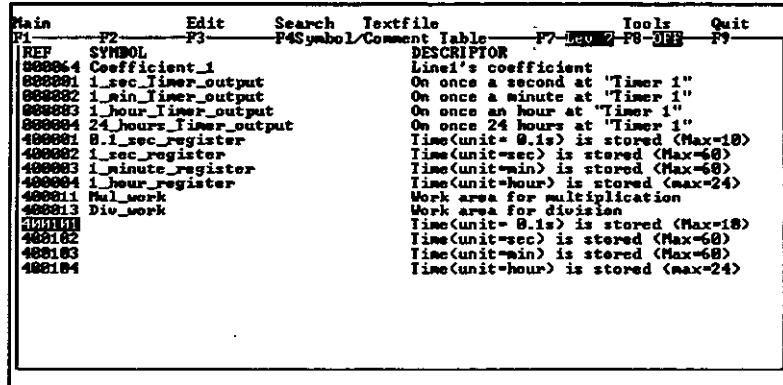 Main Edit Search Textfile Tools Quit
F1 F2 F3 F4Symbol/Comment Table F7 Lev 2 F8 OFF F9
REF SYMBOL DESCRIPTOR
000064 Coefficient_1 Line1's coefficient
000001 1_sec_Timer_output On once a second at "Timer 1"
000002 1_min_Timer_output On once a minute at "Timer 1"
000003 1_hour_Timer_output On once an hour at "Timer 1"
000004 24_hours_Timer_output On once 24 hours at "Timer 1"
400001 0.1_sec_register Time(unit= 0.1s) is stored (Max=10)
400002 1_sec_register Time(unit=sec) is stored (Max=60)
400003 1_minute_register Time(unit=min) is stored (Max=60)
400004 1_hour_register Time(unit=hour) is stored (max=24)
400011 Mul_work Work area for multiplication
400013 Div_work Work area for division
400101 Time(unit= 0.1s) is stored (Max=10)
400102 Time(unit=sec) is stored (Max=60)
400103 Time(unit=min) is stored (Max=60)
400104 Time(unit=hour) is stored (max=24)